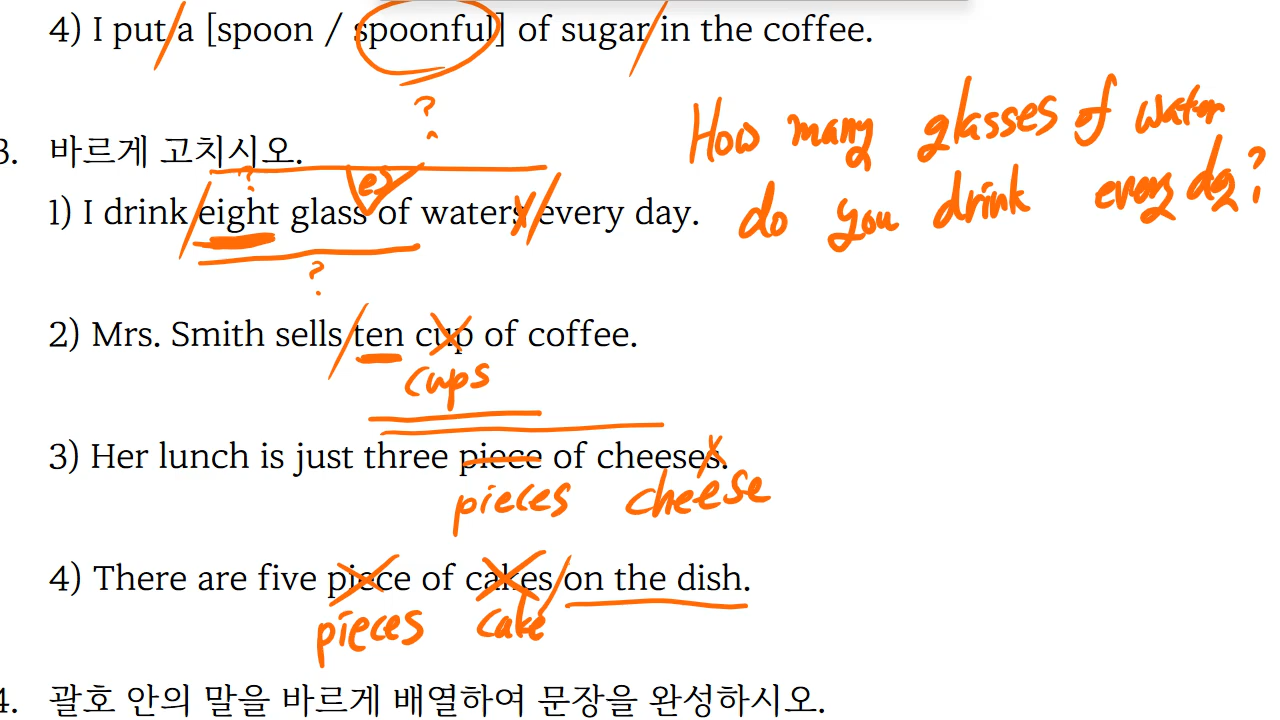 4) I put a [spoon / spoonful] of sugar in the coffee.
?
How many glasses of water
do you drink every day?
3. 바르게 고치시오.
?
es
1) I drink eight glass of waters every day.
?
2) Mrs. Smith sells ten cup of coffee.
cups
3) Her lunch is just three piece of cheeses.
pieces cheese
4) There are five piece of cakes on the dish.
pieces cake
4. 괄호 안의 말을 바르게 배열하여 문장을 완성하시오.